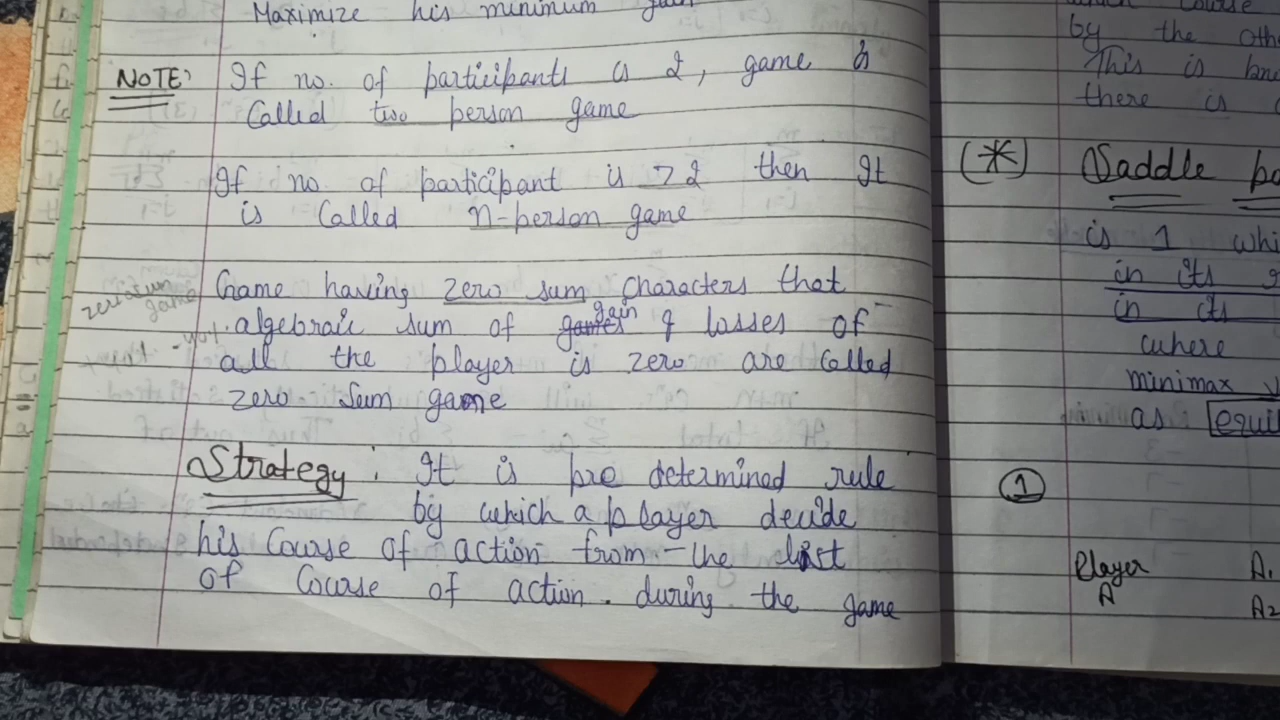 Maximize his minimum gain
NOTE: If no. of participants is 2, game is
Called two person game
If no of participant is >2 then It
is Called n-person game
zero sum
game
Game having zero sum characters that
algebraic sum of gain & losses of
all the player is zero are Called
zero Sum game
Strategy : It is pre determined rule
by which a player decide
his Course of action from the list
of Course of action. during the game
by the
This is
there is
(*) Saddle
is 1
in its
in its
where
minimax
as
1
Player
A
A1
A2